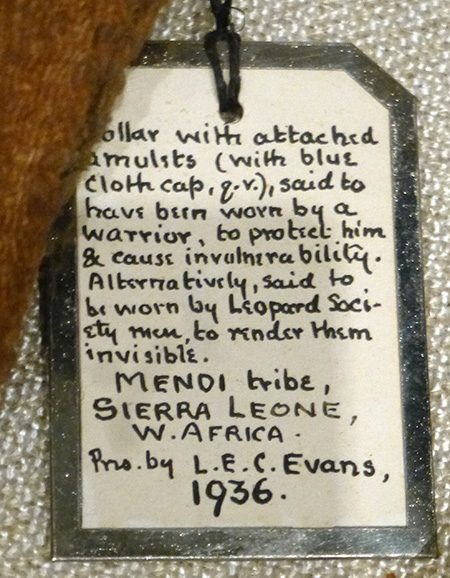 ollar with attached
amulets (with blue
cloth cap, q.v.), said to
have been worn by a
warrior, to protect him
& cause invulnerability.
Alternatively, said to
be worn by Leopard Soci-
ety men, to render them
invisible.
MENDI tribe,
SIERRA LEONE,
W. AFRICA.
Pres. by L.E.C. Evans,
1936.